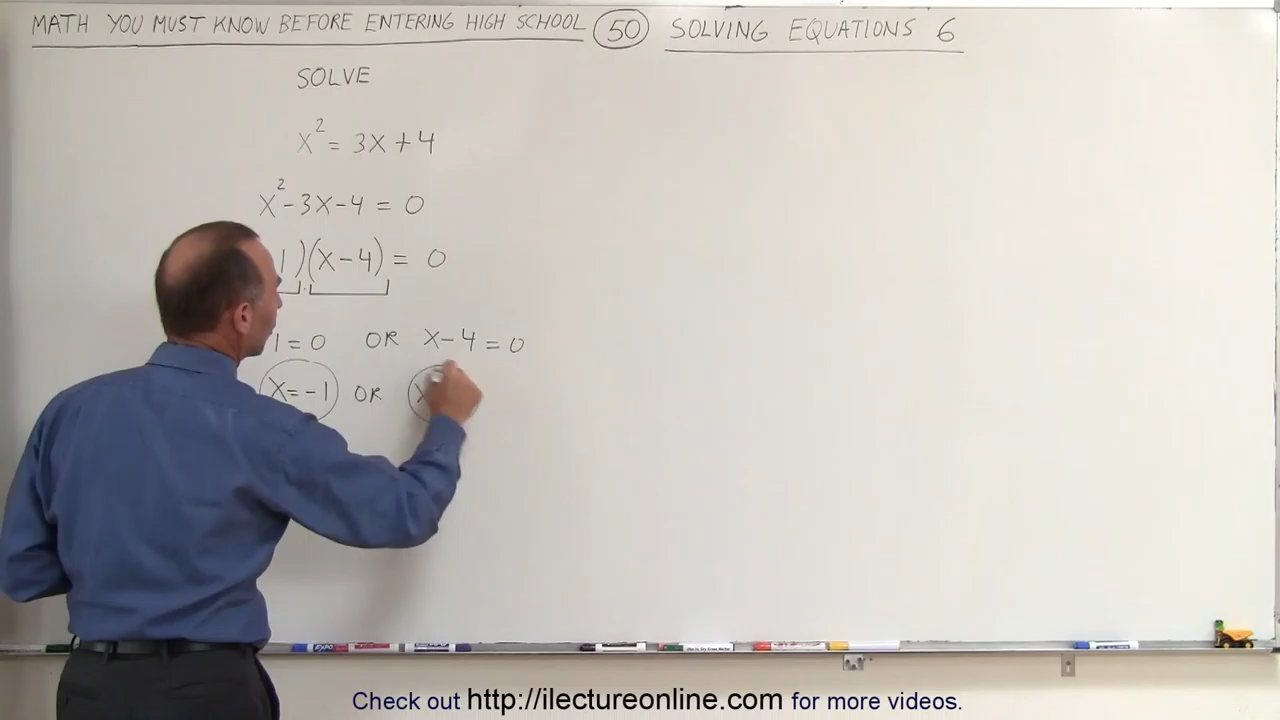 MATH YOU MUST KNOW BEFORE ENTERING HIGH SCHOOL 50 SOLVING EQUATIONS 6
SOLVE
x² = 3x + 4
x² - 3x - 4 = 0
1)(x - 4) = 0
1 = 0 OR x - 4 = 0
x = -1 OR x
EXPO
Check out http://ilectureonline.com for more videos.